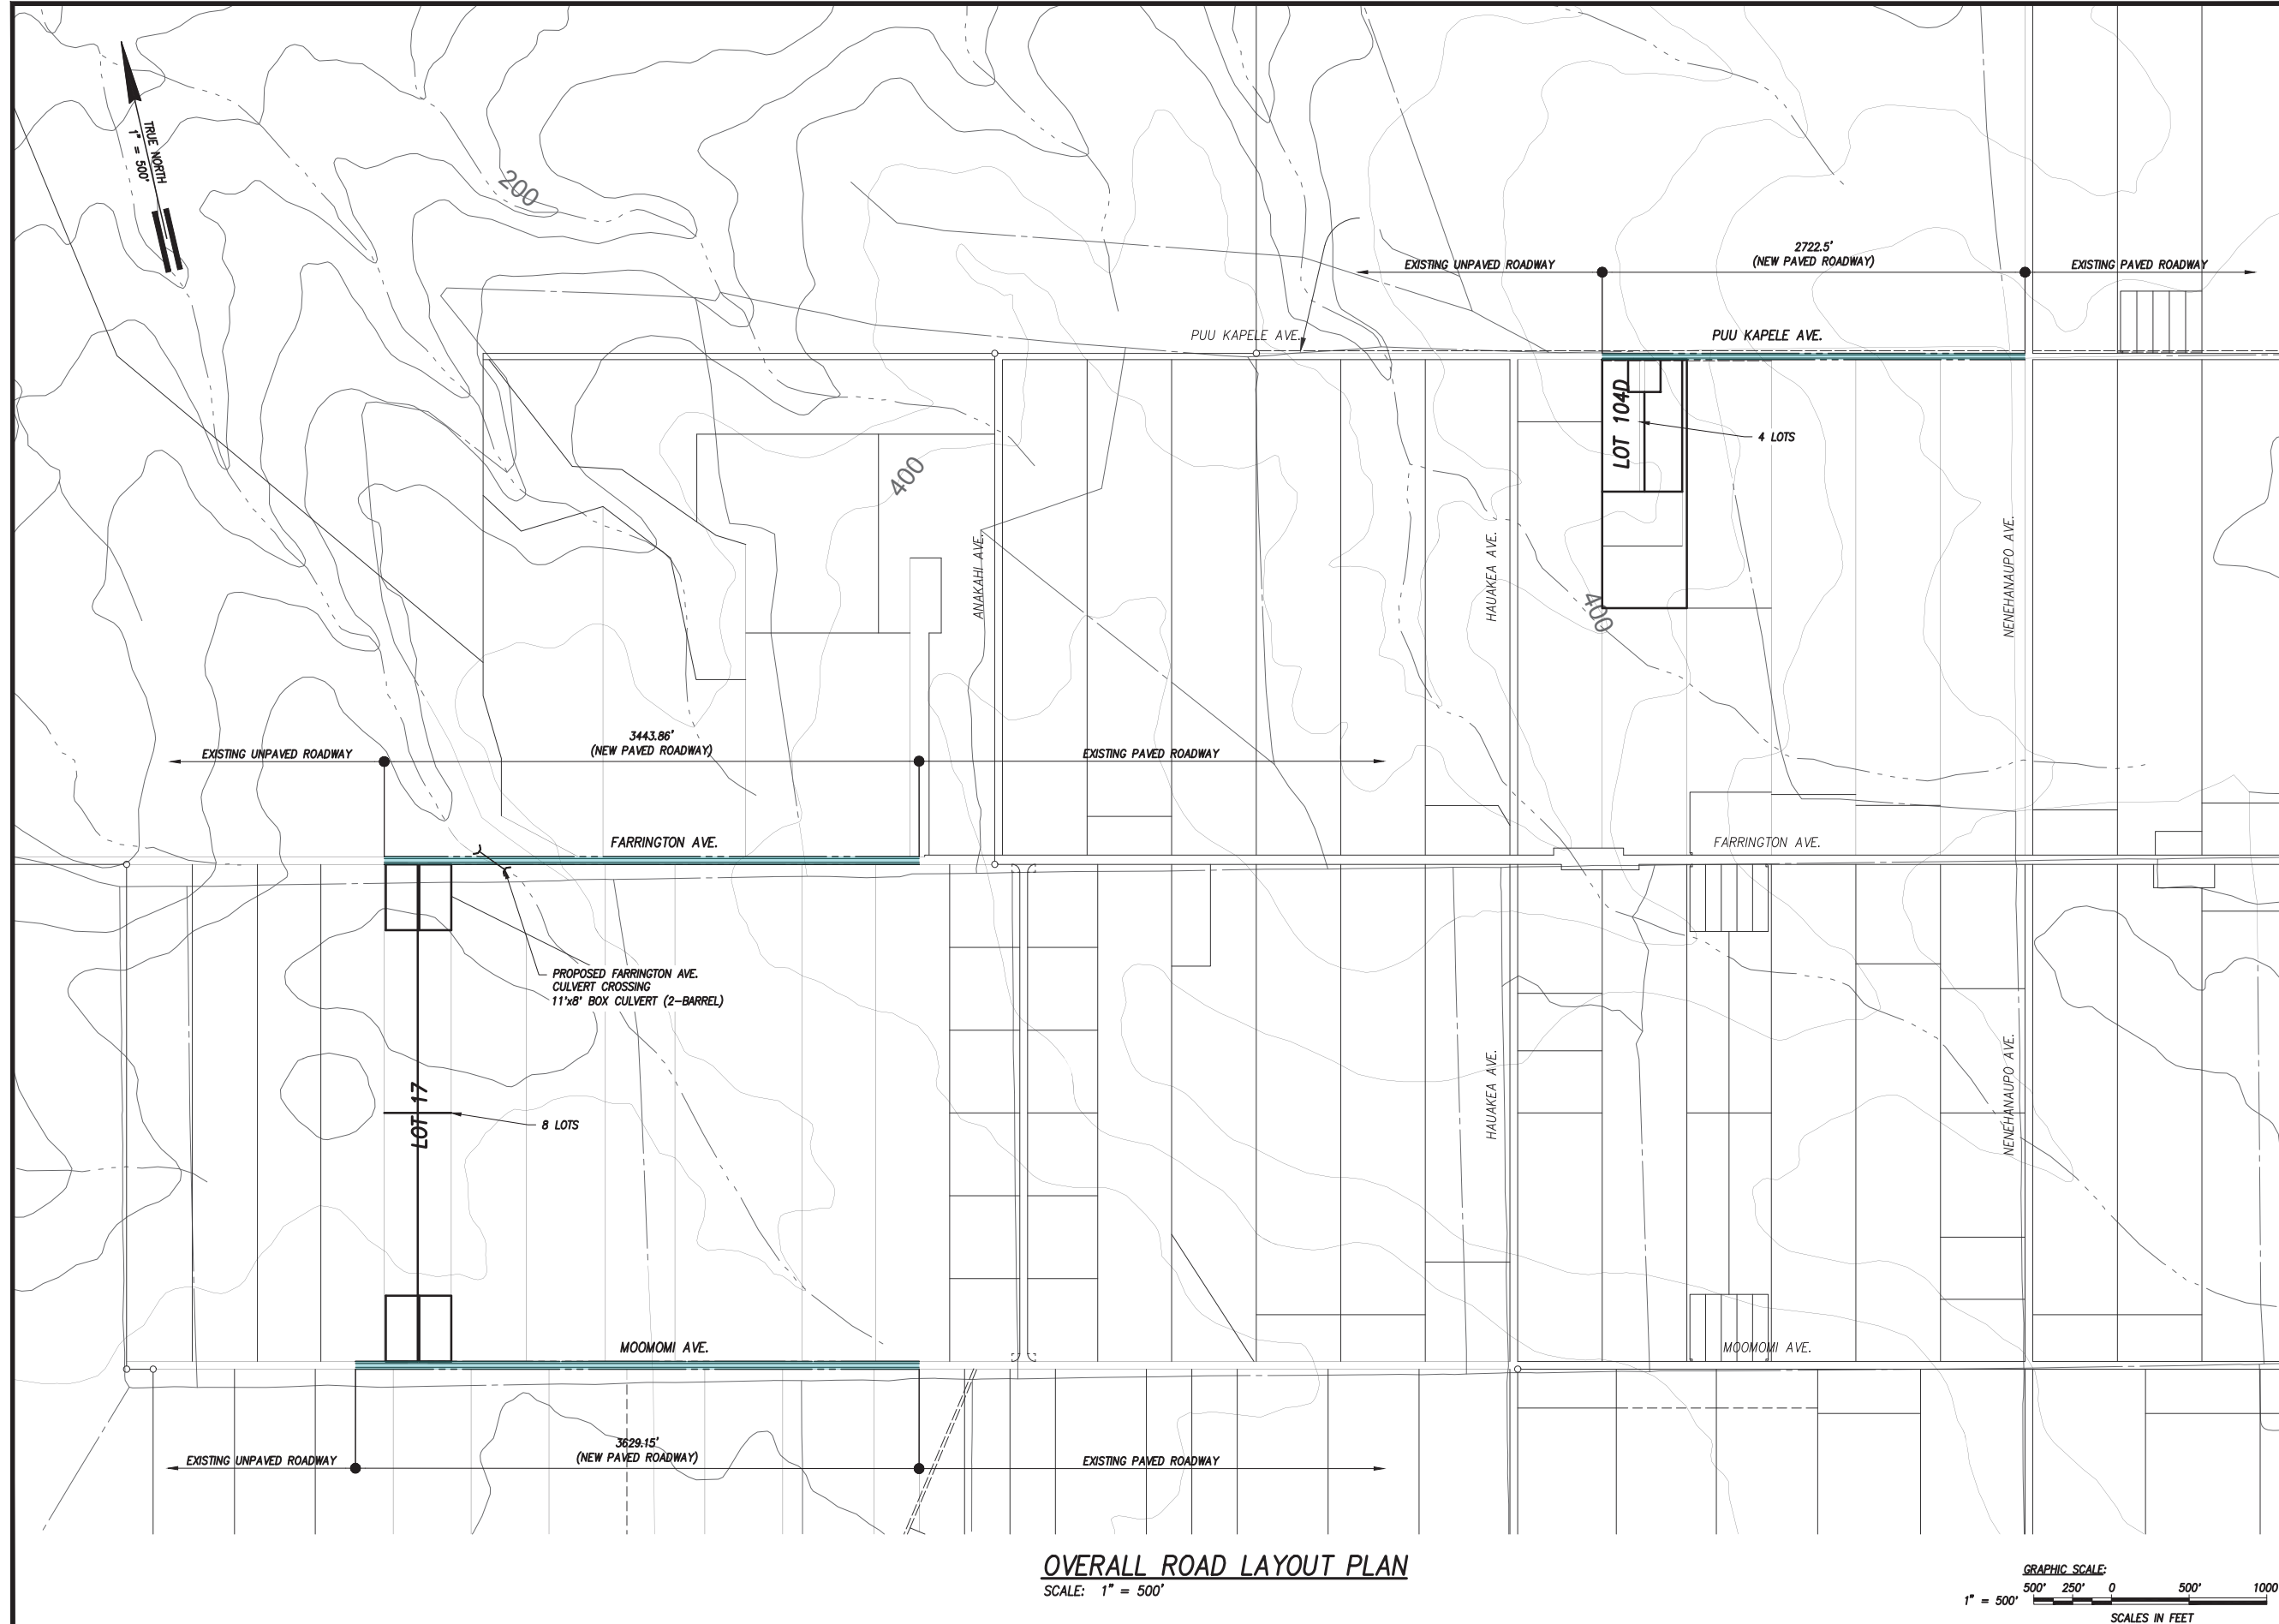 TRUE NORTH
1" = 500'
200
2722.5'
(NEW PAVED ROADWAY)
EXISTING UNPAVED ROADWAY
EXISTING PAVED ROADWAY
PUU KAPELE AVE.
PUU KAPELE AVE.
LOT 104D
4 LOTS
400
ANAKAHI AVE.
HAUAKEA AVE.
400
NENEHANAUPO AVE.
3443.86'
(NEW PAVED ROADWAY)
EXISTING UNPAVED ROADWAY
EXISTING PAVED ROADWAY
FARRINGTON AVE.
FARRINGTON AVE.
PROPOSED FARRINGTON AVE.
CULVERT CROSSING
11'x8' BOX CULVERT (2-BARREL)
LOT 17
8 LOTS
HAUAKEA AVE.
NENEHANAUPO AVE.
MOOMOMI AVE.
MOOMOMI AVE.
3629.15'
(NEW PAVED ROADWAY)
EXISTING UNPAVED ROADWAY
EXISTING PAVED ROADWAY
OVERALL ROAD LAYOUT PLAN
SCALE: 1" = 500'
GRAPHIC SCALE:
500' 250' 0 500' 1000
1" = 500'
SCALES IN FEET